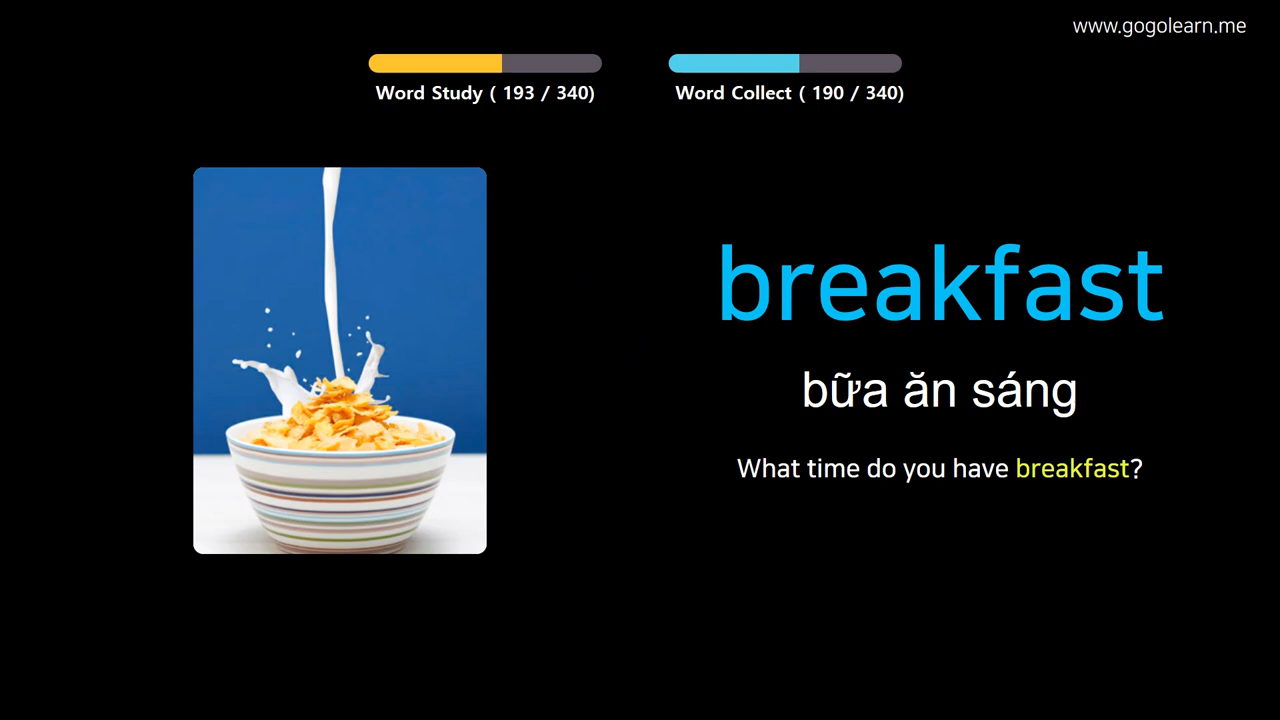 www.gogolearn.me
Word Study ( 193 / 340)
Word Collect ( 190 / 340)
breakfast
bữa ăn sáng
What time do you have breakfast?